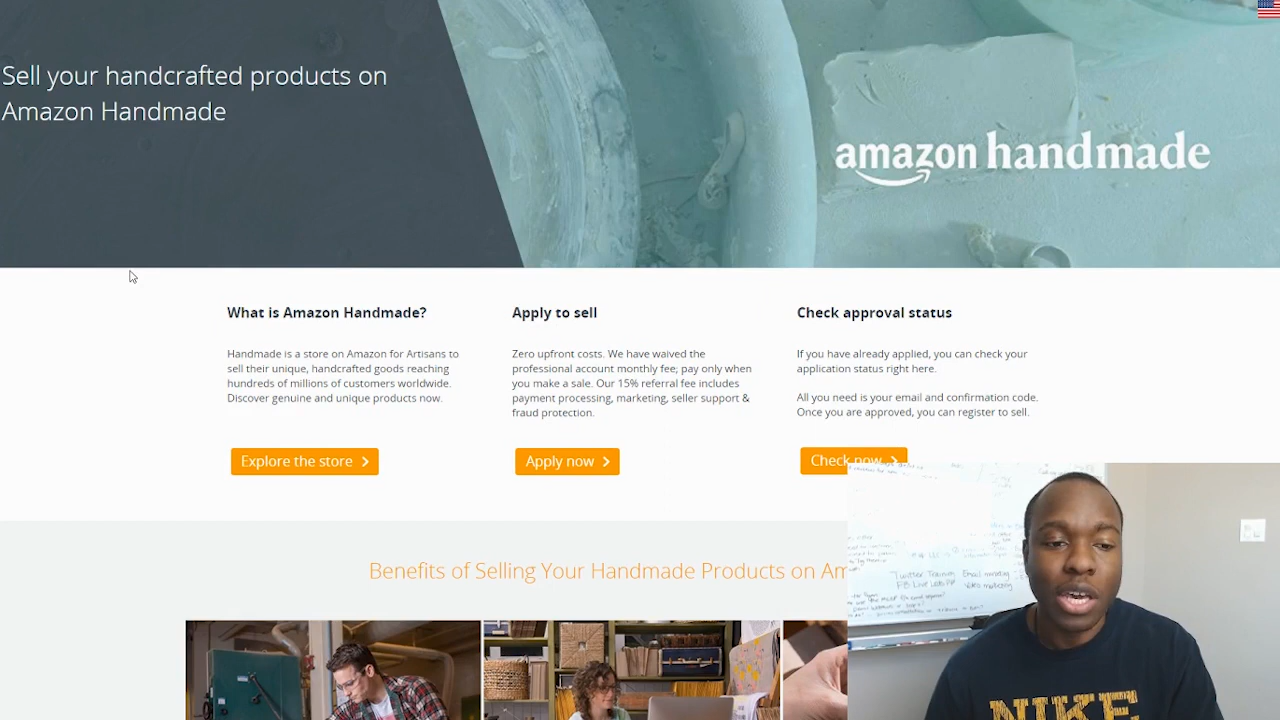 Sell your handcrafted products on
Amazon Handmade
amazon handmade
What is Amazon Handmade?
Handmade is a store on Amazon for Artisans to
sell their unique, handcrafted goods reaching
hundreds of millions of customers worldwide.
Discover genuine and unique products now.
Explore the store
Apply to sell
Zero upfront costs. We have waived the
professional account monthly fee; pay only when
you make a sale. Our 15% referral fee includes
payment processing, marketing, seller support &
fraud protection.
Apply now
Check approval status
If you have already applied, you can check your
application status right here.
All you need is your email and confirmation code.
Once you are approved, you can register to sell.
Check now
Benefits of Selling Your Handmade Products on Am
Twitter Training
Email marketing
Video marketing
NIKE